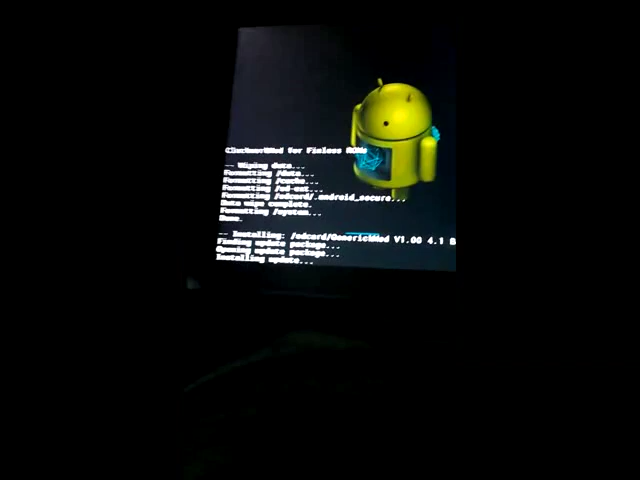 ClockworkMod for Finless ROMs
-- Wiping data...
Formatting /data...
Formatting /cache...
Formatting /sd-ext...
Formatting /sdcard/.android_secure...
Data wipe complete.
Formatting /system...
Done.
-- Installing: /sdcard/GenericMod V1.00 4.1 B
Finding update package...
Opening update package...
Installing update...